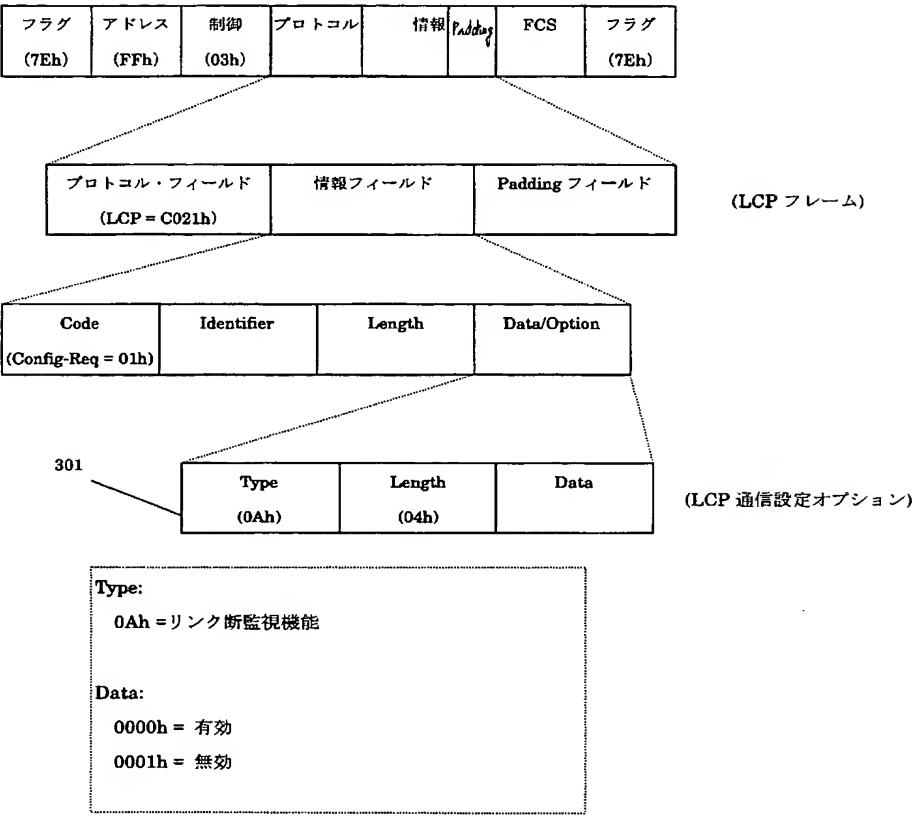 フラグ アドレス 制御 プロトコル 情報 Padding FCS フラグ
(7Eh) (FFh) (03h) (7Eh)
プロトコル・フィールド 情報フィールド Padding フィールド
(LCP = C021h)
(LCP フレーム)
Code Identifier Length Data/Option
(Config-Req = 01h)
301
Type Length Data
(0Ah) (04h)
(LCP 通信設定オプション)
Type:
0Ah =リンク断監視機能
Data:
0000h = 有効
0001h = 無効